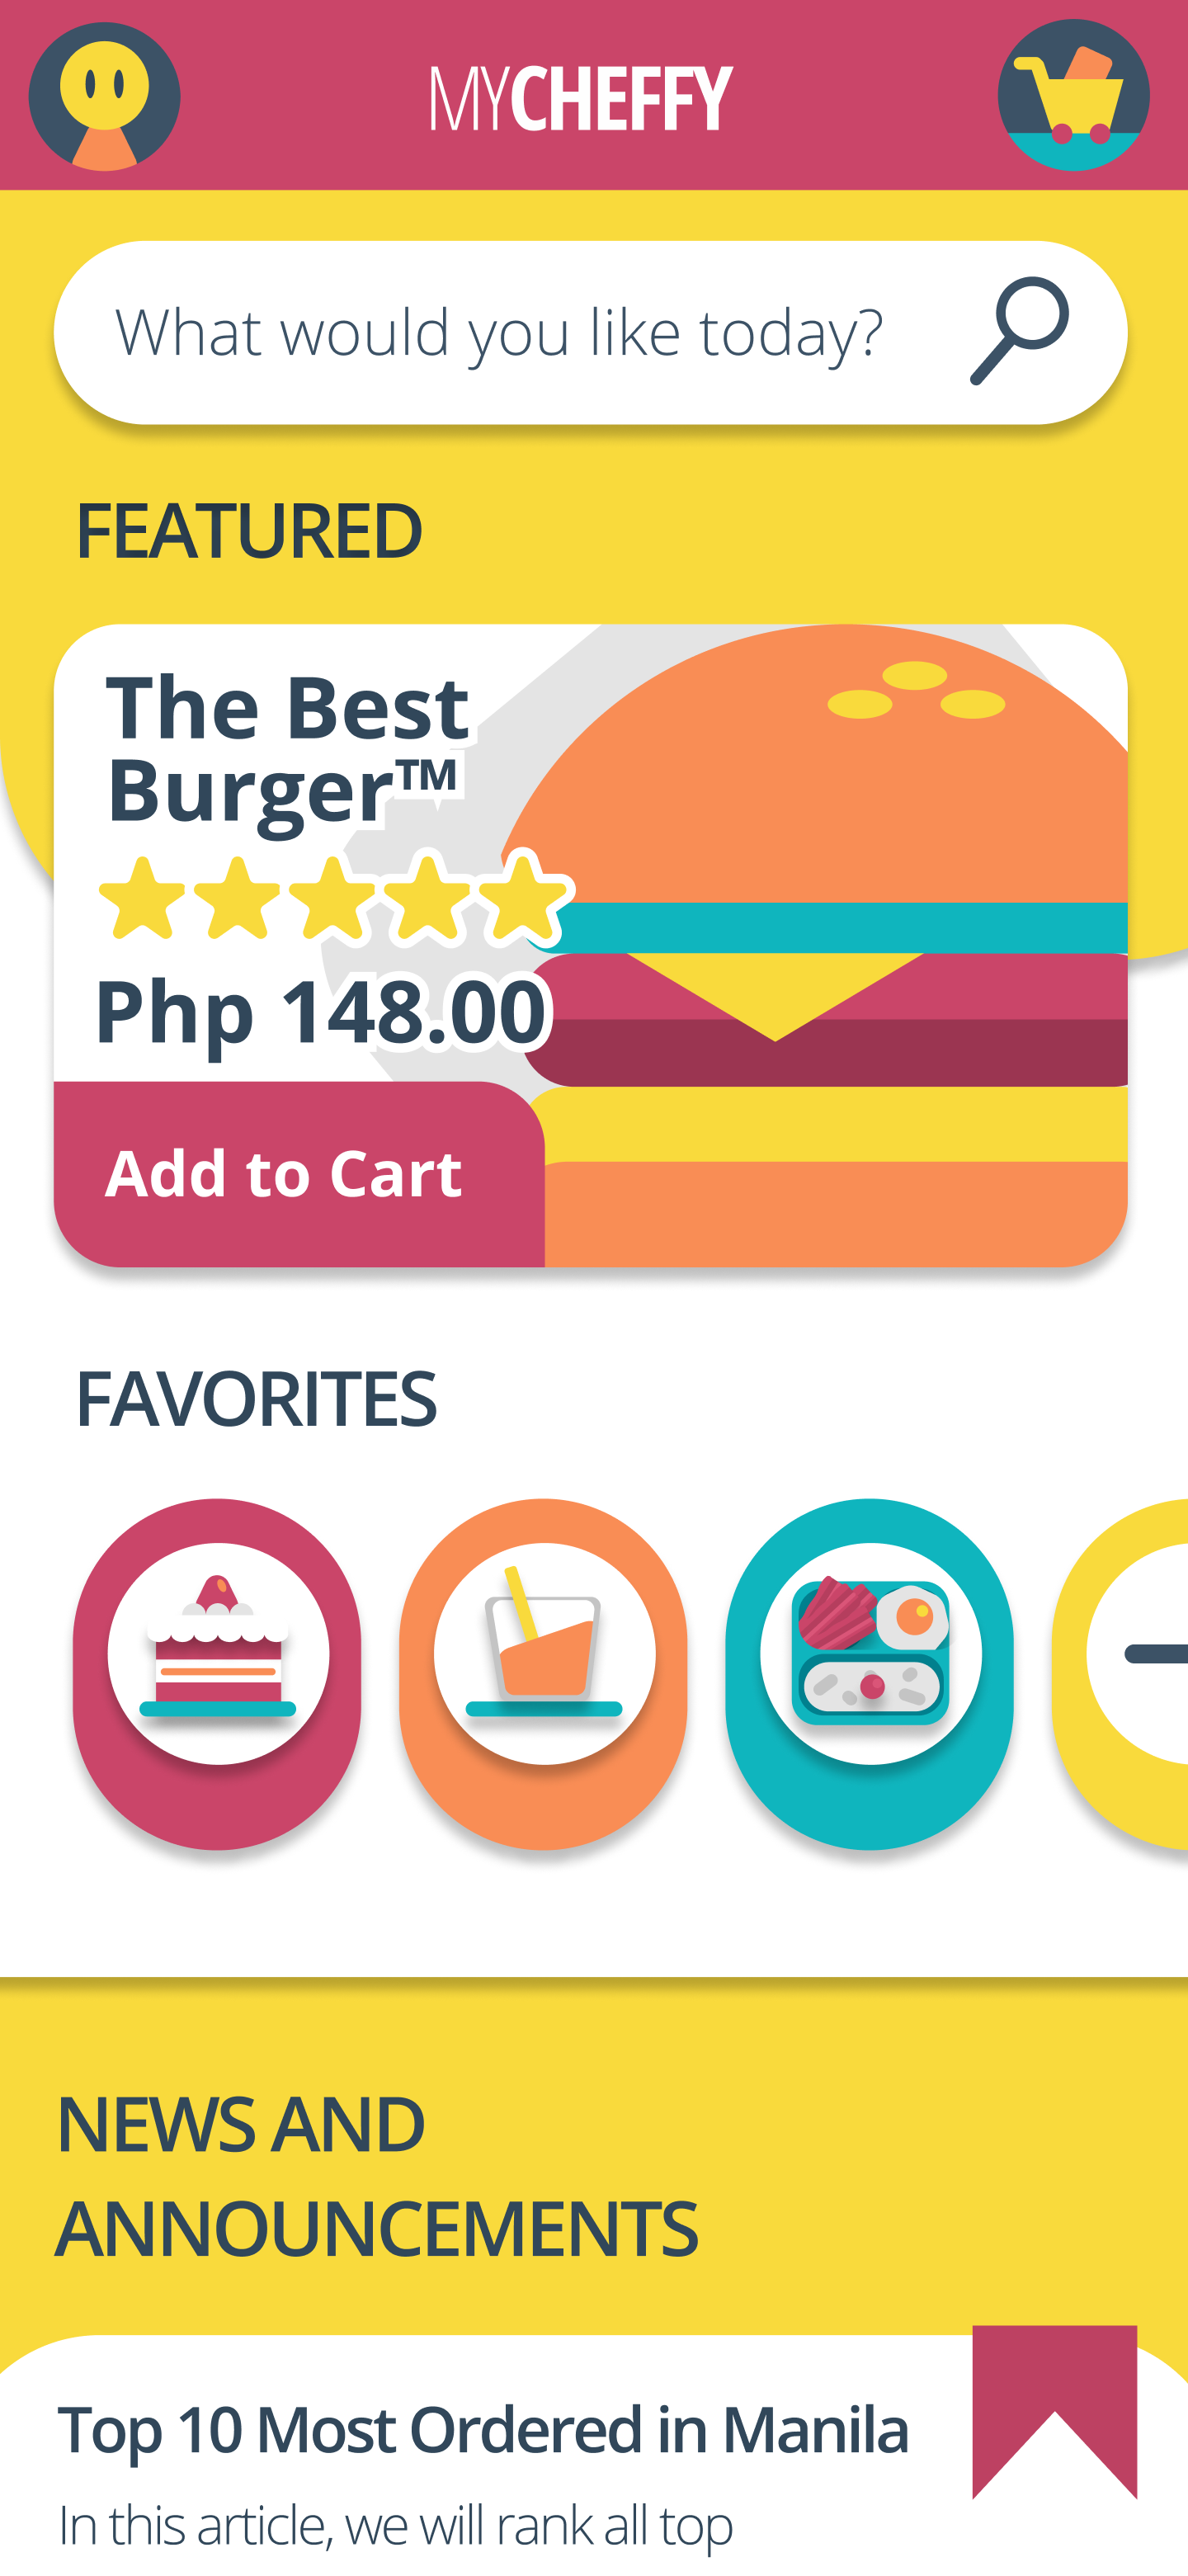 MYCHEFFY
What would you like today?
FEATURED
The Best
Burger™
Php 148.00
Add to Cart
FAVORITES
NEWS AND
ANNOUNCEMENTS
Top 10 Most Ordered in Manila
In this article, we will rank all top